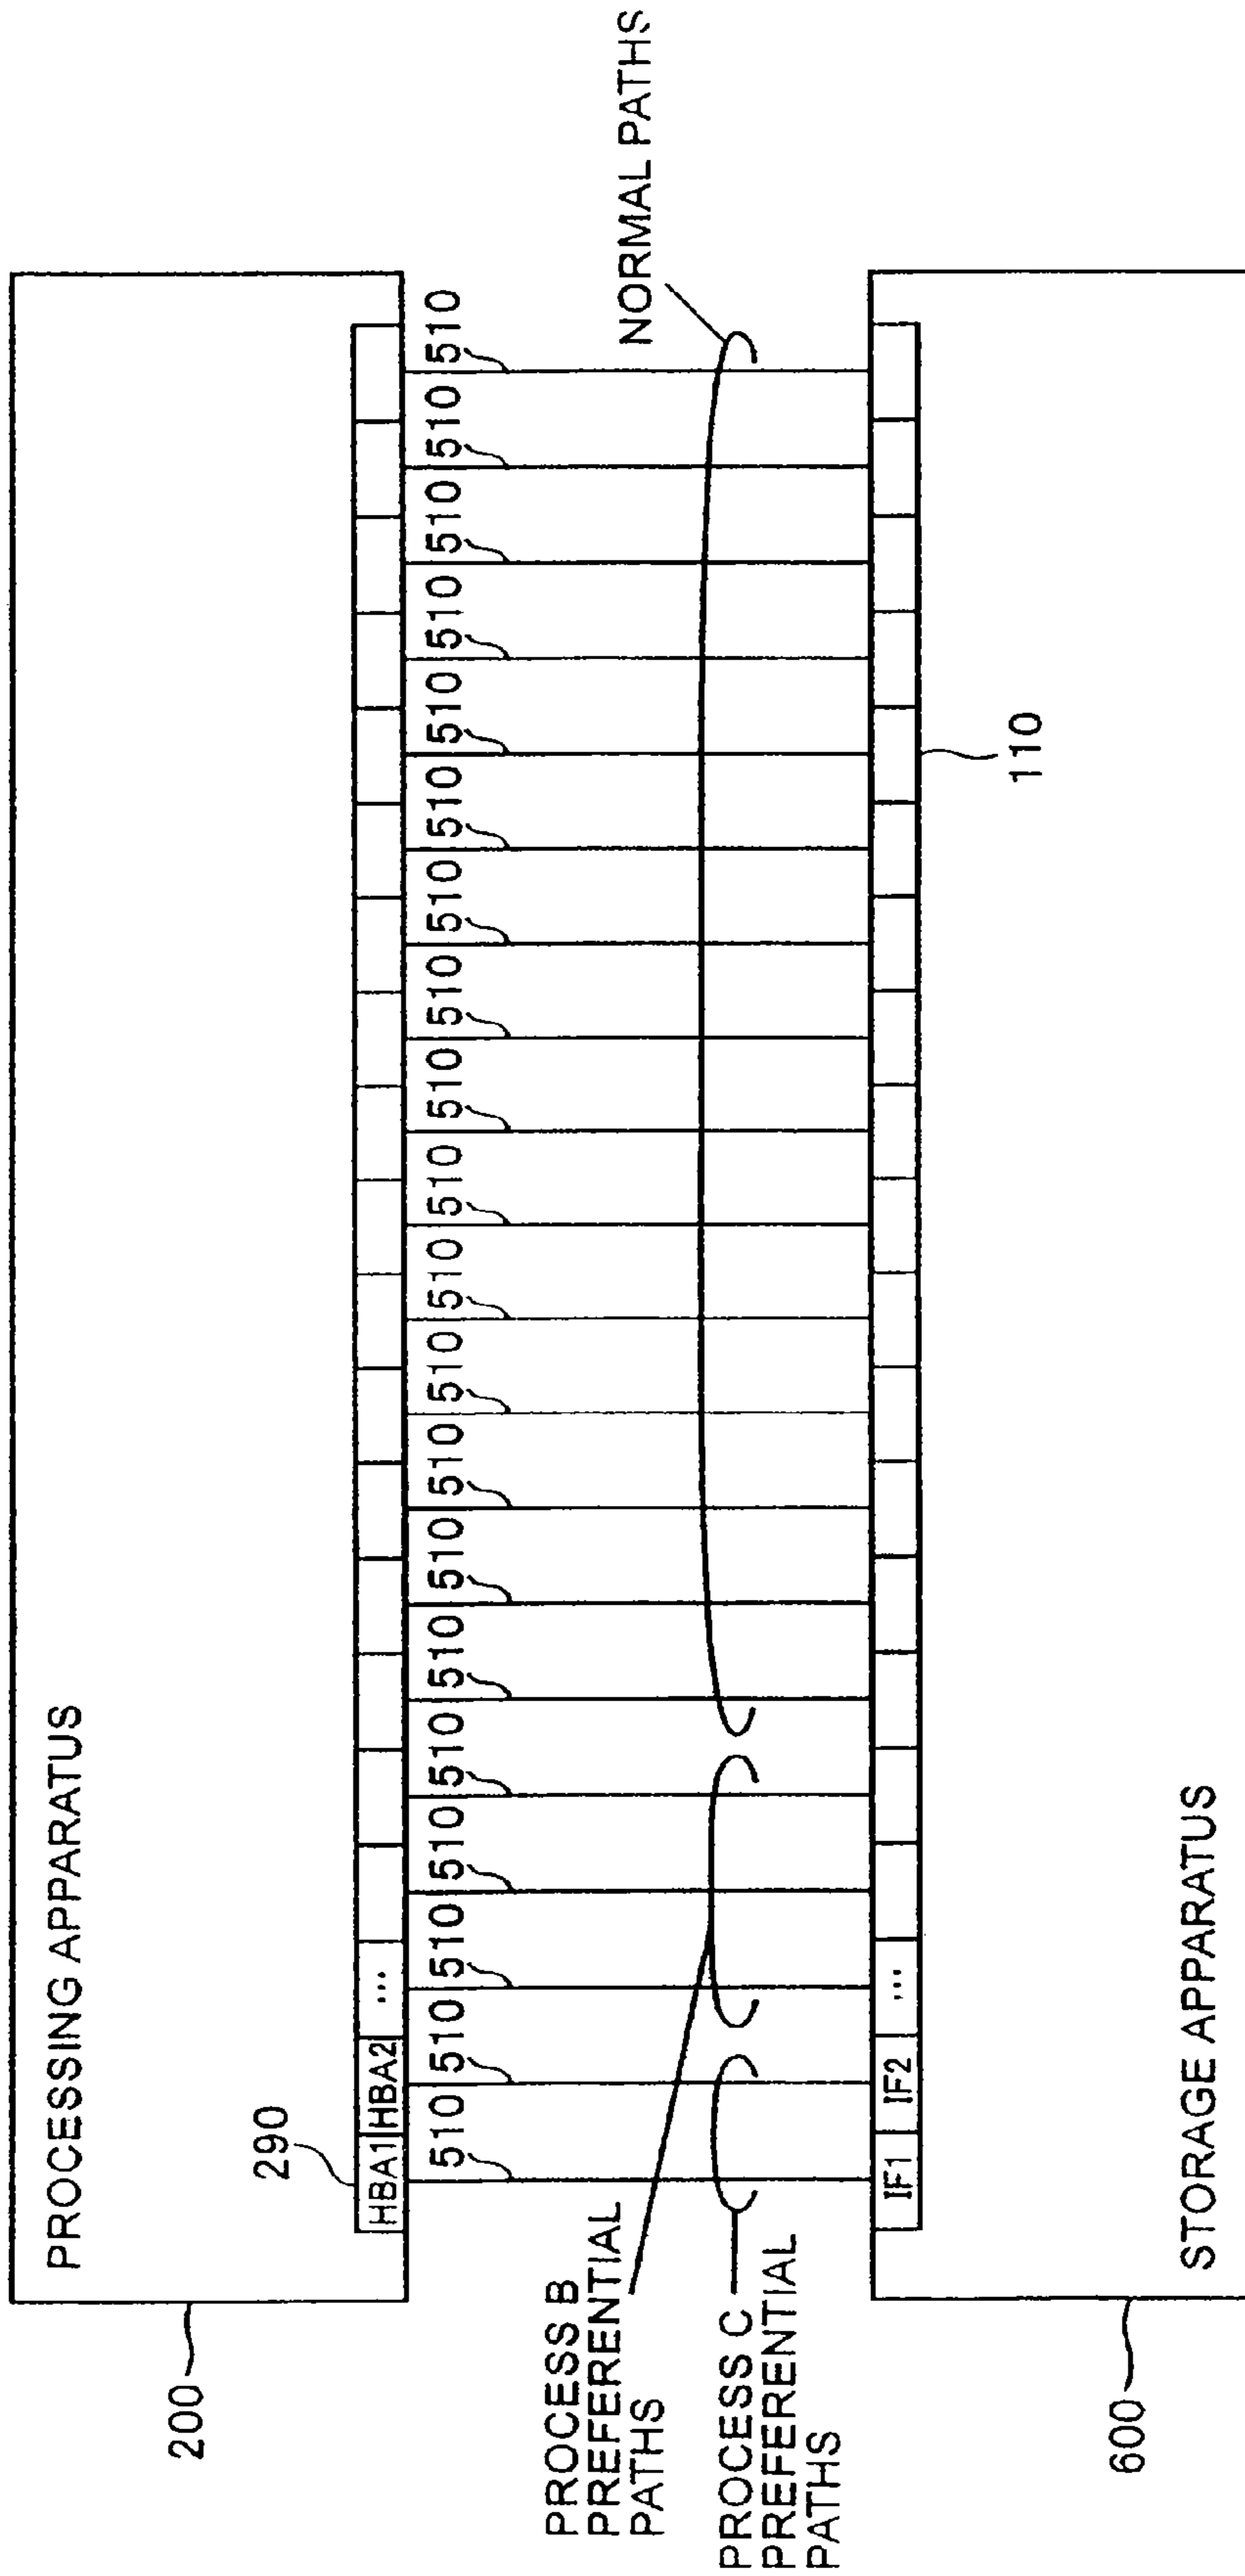 PROCESSING APPARATUS
200
290
HBA1 HBA2 ...
510 510 510 510 510 510 510 510 510 510 510 510 510 510 510 510 510 510 510 510
PROCESS B
PREFERENTIAL
PATHS
NORMAL PATHS
PROCESS C
PREFERENTIAL
PATHS
IF1 IF2 ...
110
600
STORAGE APPARATUS